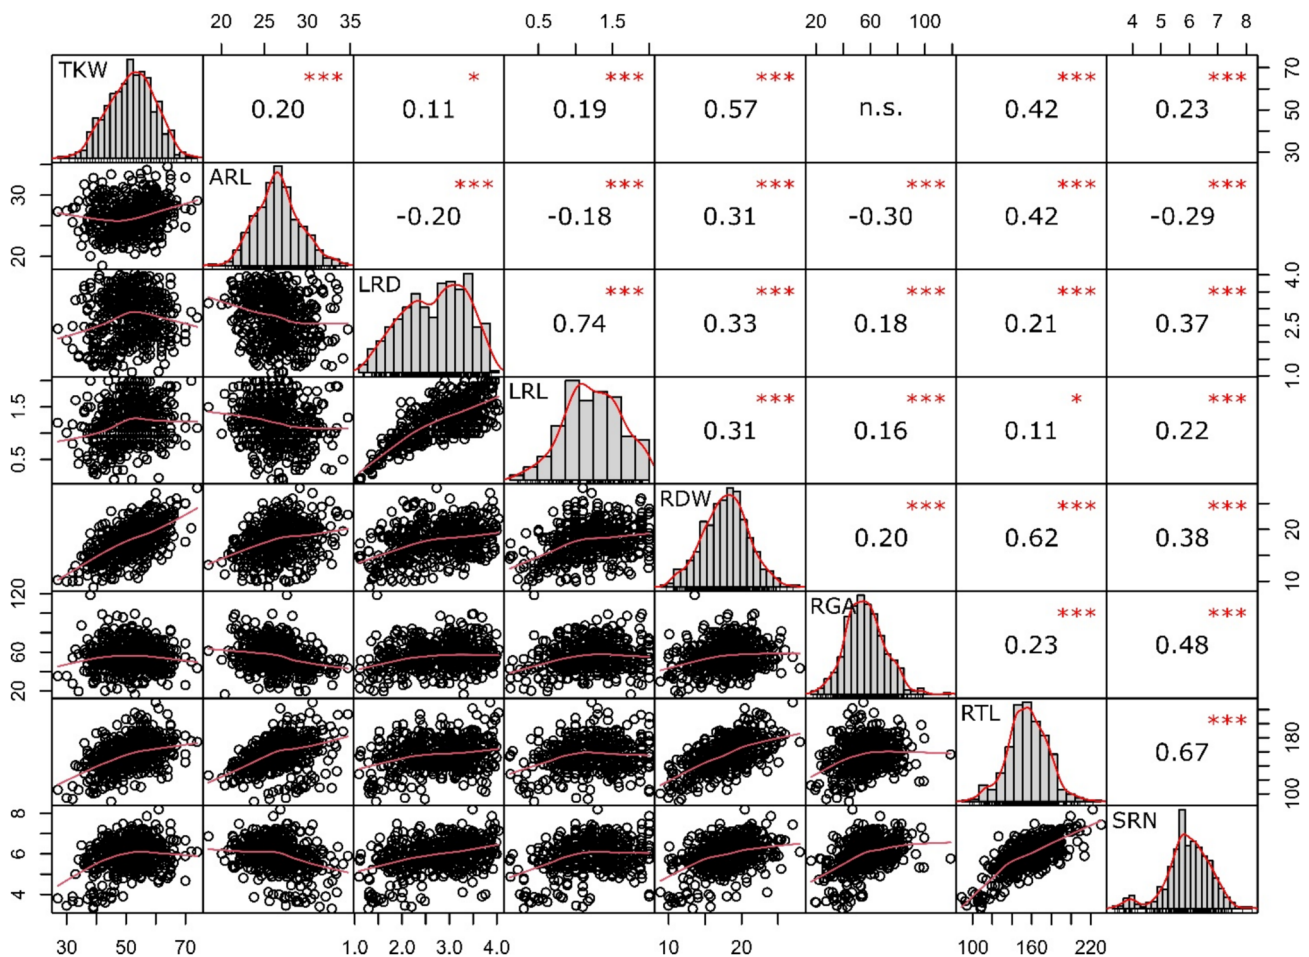 20 25 30 35 0.5 1.5 20 60 100 4 5 6 7 8
TKW *** * *** *** *** ***
0.20 0.11 0.19 0.57 n.s. 0.42 0.23
30 50 70
ARL *** *** *** *** *** ***
-0.20 -0.18 0.31 -0.30 0.42 -0.29
20 30
LRD *** *** *** *** ***
0.74 0.33 0.18 0.21 0.37
1.0 2.5 4.0
LRL *** *** * ***
0.31 0.16 0.11 0.22
0.5 1.5
RDW *** *** ***
0.20 0.62 0.38
10 20
RGA *** ***
0.23 0.48
20 60 120
RTL ***
0.67
100 180
SRN
4 6 8
30 50 70 1.0 2.0 3.0 4.0 10 20 100 160 220